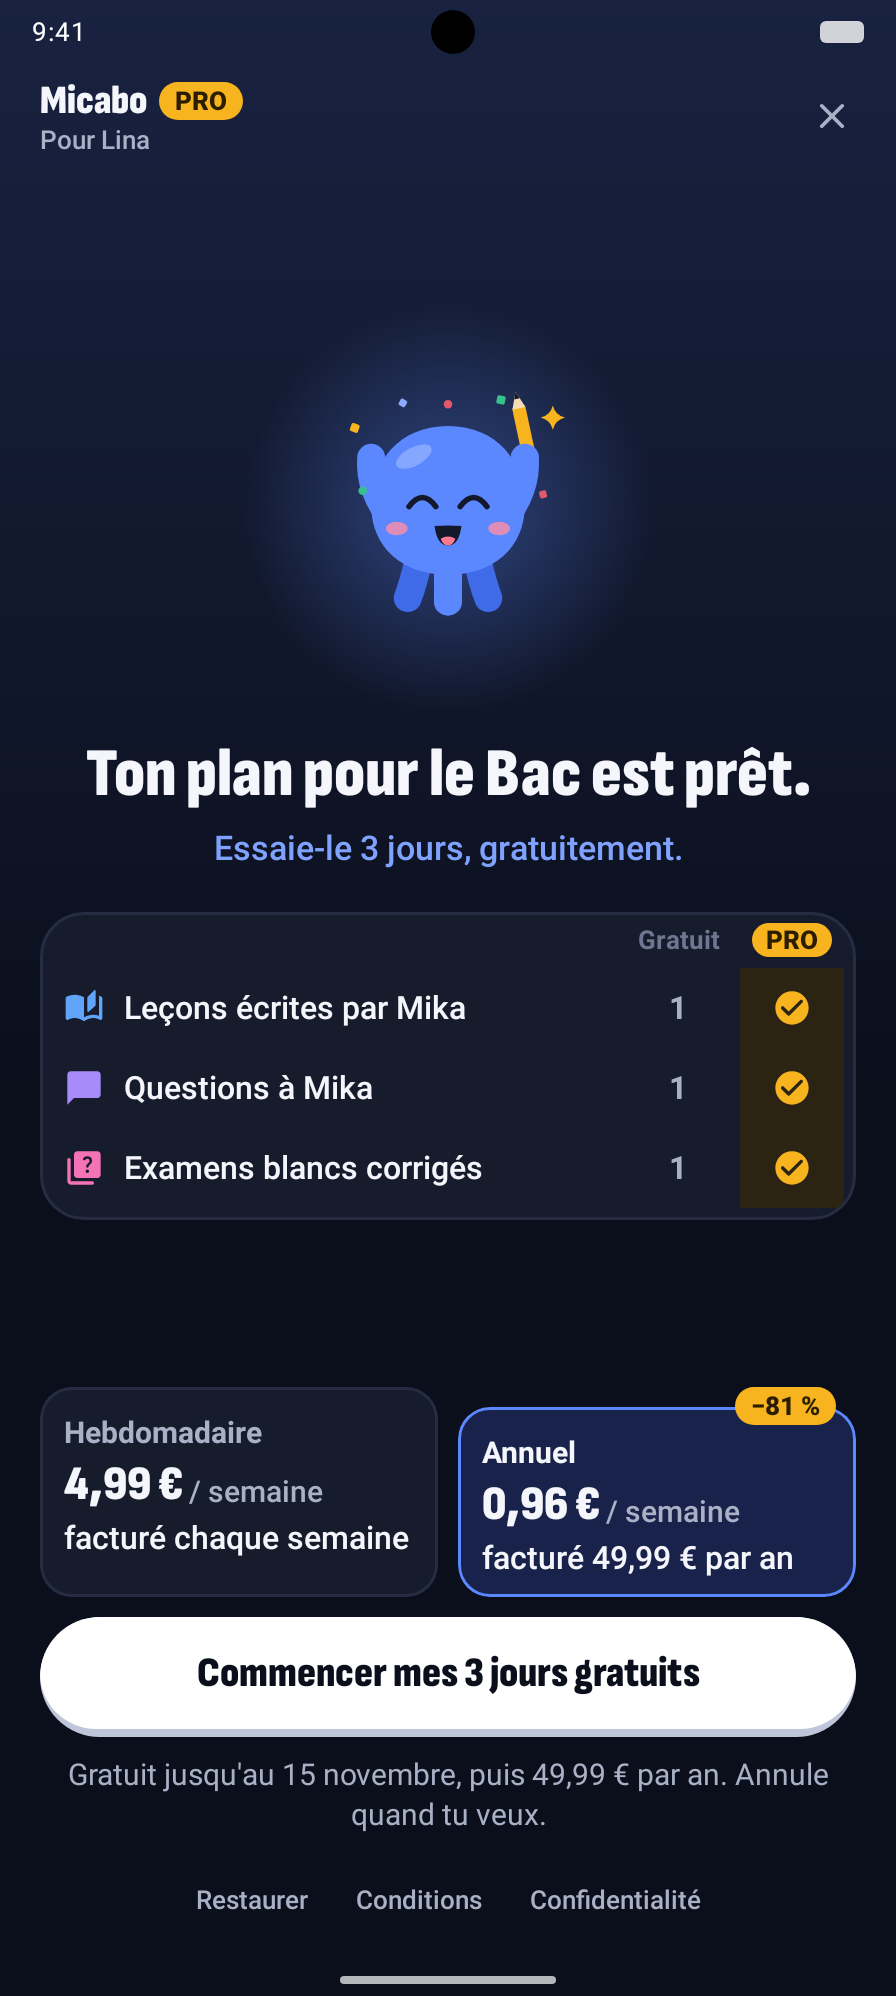 9:41
Micabo PRO
Pour Lina
Ton plan pour le Bac est prêt.
Essaie-le 3 jours, gratuitement.
Gratuit PRO
Leçons écrites par Mika 1
Questions à Mika 1
? Examens blancs corrigés 1
Hebdomadaire
4,99 € / semaine
facturé chaque semaine
−81 %
Annuel
0,96 € / semaine
facturé 49,99 € par an
Commencer mes 3 jours gratuits
Gratuit jusqu'au 15 novembre, puis 49,99 € par an. Annule
quand tu veux.
Restaurer Conditions Confidentialité